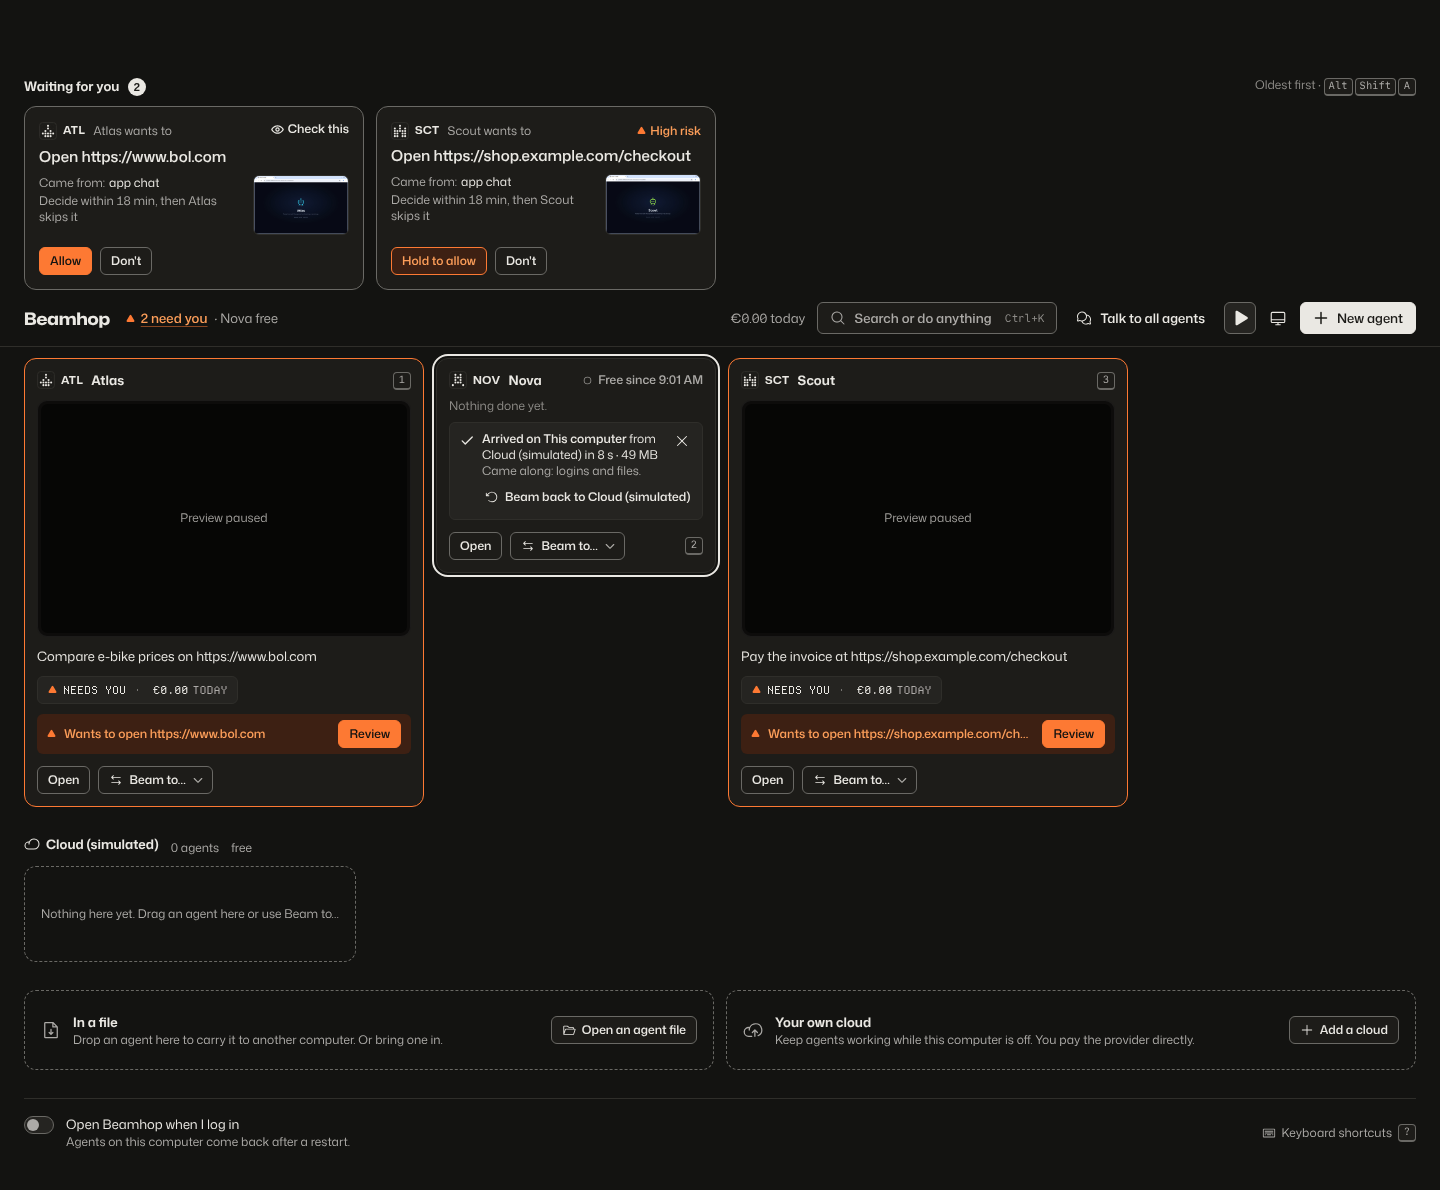 Waiting for you 2
Oldest first · Alt Shift A
ATL Atlas wants to Check this
Open https://www.bol.com
Came from: app chat
Decide within 18 min, then Atlas
skips it
Allow Don't
SCT Scout wants to High risk
Open https://shop.example.com/checkout
Came from: app chat
Decide within 18 min, then Scout
skips it
Hold to allow Don't
Beamhop 2 need you · Nova free
€0.00 today Search or do anything Ctrl+K Talk to all agents New agent
ATL Atlas 1
Preview paused
Compare e-bike prices on https://www.bol.com
NEEDS YOU · €0.00 TODAY
Wants to open https://www.bol.com Review
Open Beam to...
NOV Nova Free since 9:01 AM
Nothing done yet.
Arrived on This computer from
Cloud (simulated) in 8 s · 49 MB
Came along: logins and files.
Beam back to Cloud (simulated)
Open Beam to... 2
SCT Scout 3
Preview paused
Pay the invoice at https://shop.example.com/checkout
NEEDS YOU · €0.00 TODAY
Wants to open https://shop.example.com/ch... Review
Open Beam to...
Cloud (simulated) 0 agents free
Nothing here yet. Drag an agent here or use Beam to...
In a file
Drop an agent here to carry it to another computer. Or bring one in.
Open an agent file
Your own cloud
Keep agents working while this computer is off. You pay the provider directly.
Add a cloud
Open Beamhop when I log in
Agents on this computer come back after a restart.
Keyboard shortcuts ?